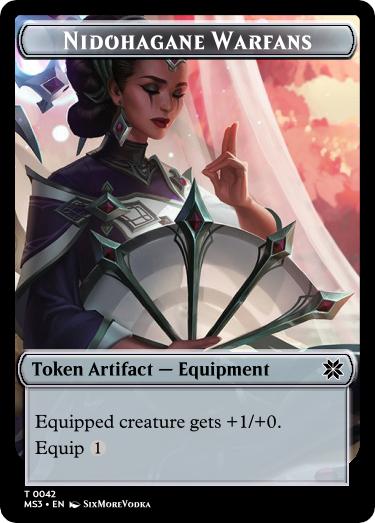 Nidohagane Warfans
Token Artifact — Equipment
Equipped creature gets +1/+0.
Equip 1
T 0042
MS3 • EN SixMoreVodka